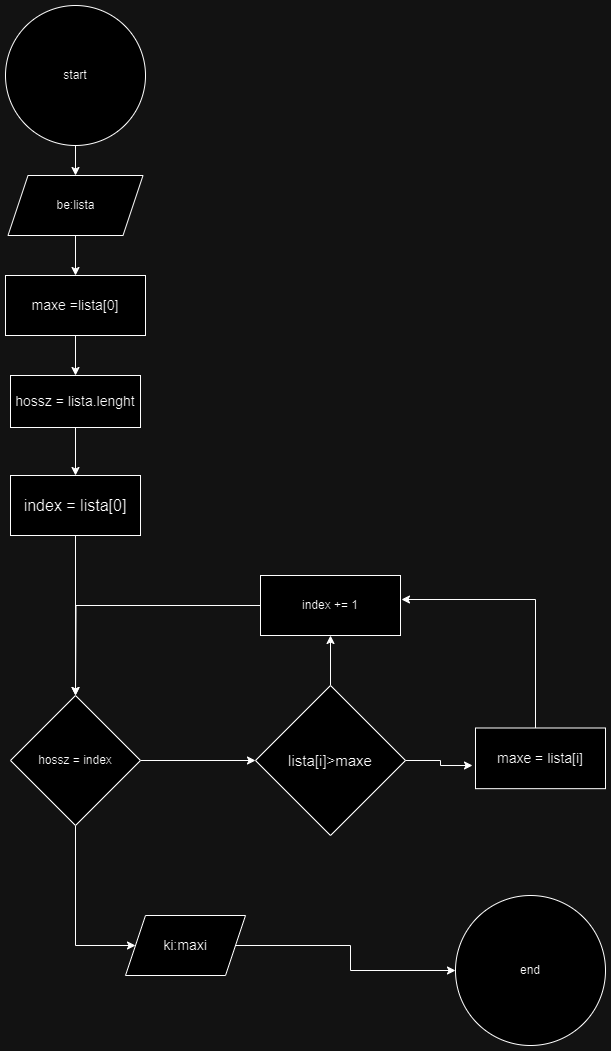 start
be:lista
maxe =lista[0]
hossz = lista.lenght
index = lista[0]
index += 1
hossz = index
lista[i]>maxe
maxe = lista[i]
ki:maxi
end